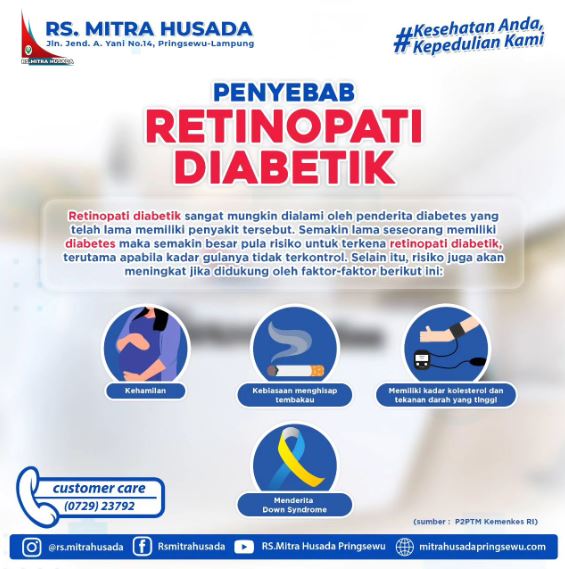 RS. MITRA HUSADA
Jln. Jend. A. Yani No.14, Pringsewu-Lampung
RS.MITRA HUSADA
#Kesehatan Anda,
Kepedulian Kami
PENYEBAB
RETINOPATI
DIABETIK
Retinopati diabetik sangat mungkin dialami oleh penderita diabetes yang
telah lama memiliki penyakit tersebut. Semakin lama seseorang memiliki
diabetes maka semakin besar pula risiko untuk terkena retinopati diabetik,
terutama apabila kadar gulanya tidak terkontrol. Selain itu, risiko juga akan
meningkat jika didukung oleh faktor-faktor berikut ini:
Kehamilan
Kebiasaan menghisap
tembakau
Memiliki kadar kolesterol dan
tekanan darah yang tinggi
Menderita
Down Syndrome
customer care
(0729) 23792
(sumber : P2PTM Kemenkes RI)
@rs.mitrahusada
Rsmitrahusada
RS.Mitra Husada Pringsewu
mitrahusadapringsewu.com